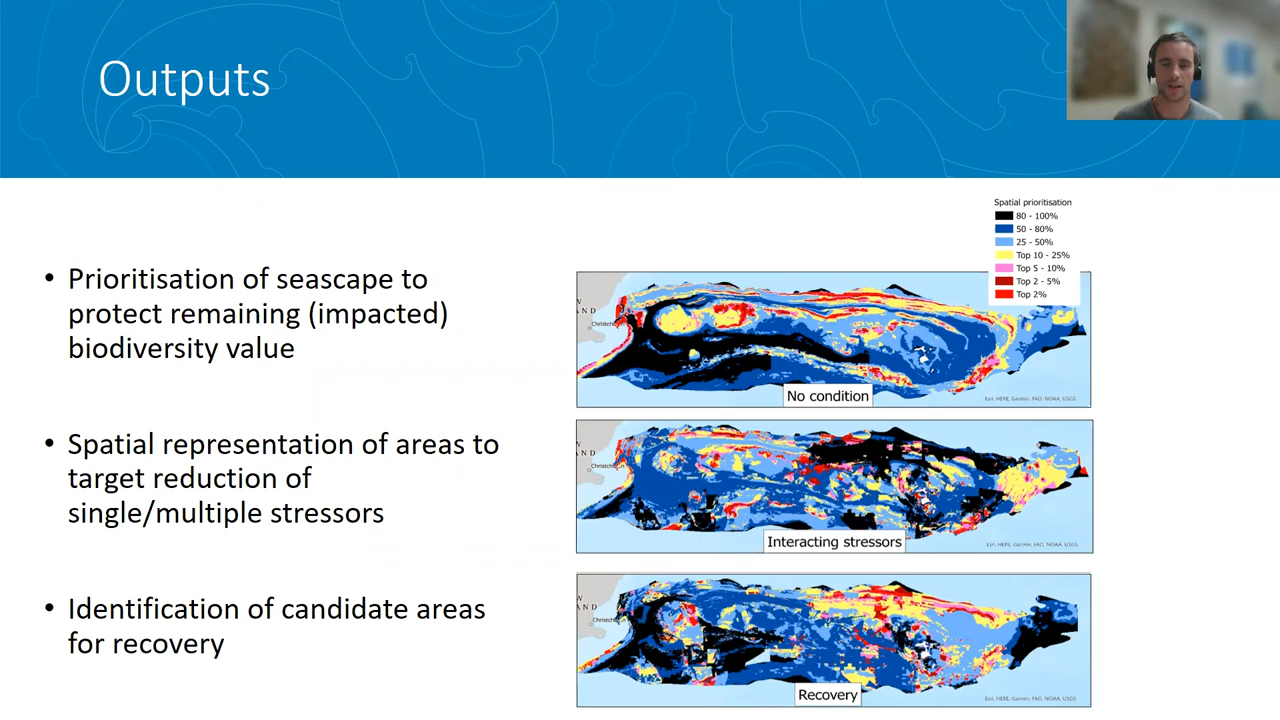 Outputs
Spatial prioritisation
80 - 100%
50 - 80%
25 - 50%
Top 10 - 25%
Top 5 - 10%
Top 2 - 5%
Top 2%
• Prioritisation of seascape to
protect remaining (impacted)
biodiversity value
• Spatial representation of areas to
target reduction of
single/multiple stressors
• Identification of candidate areas
for recovery
No condition
Esri, HERE, Garmin, FAO, NOAA, USGS
Interacting stressors
Esri, HERE, Garmin, FAO, NOAA, USGS
Recovery
Esri, HERE, Garmin, FAO, NOAA, USGS